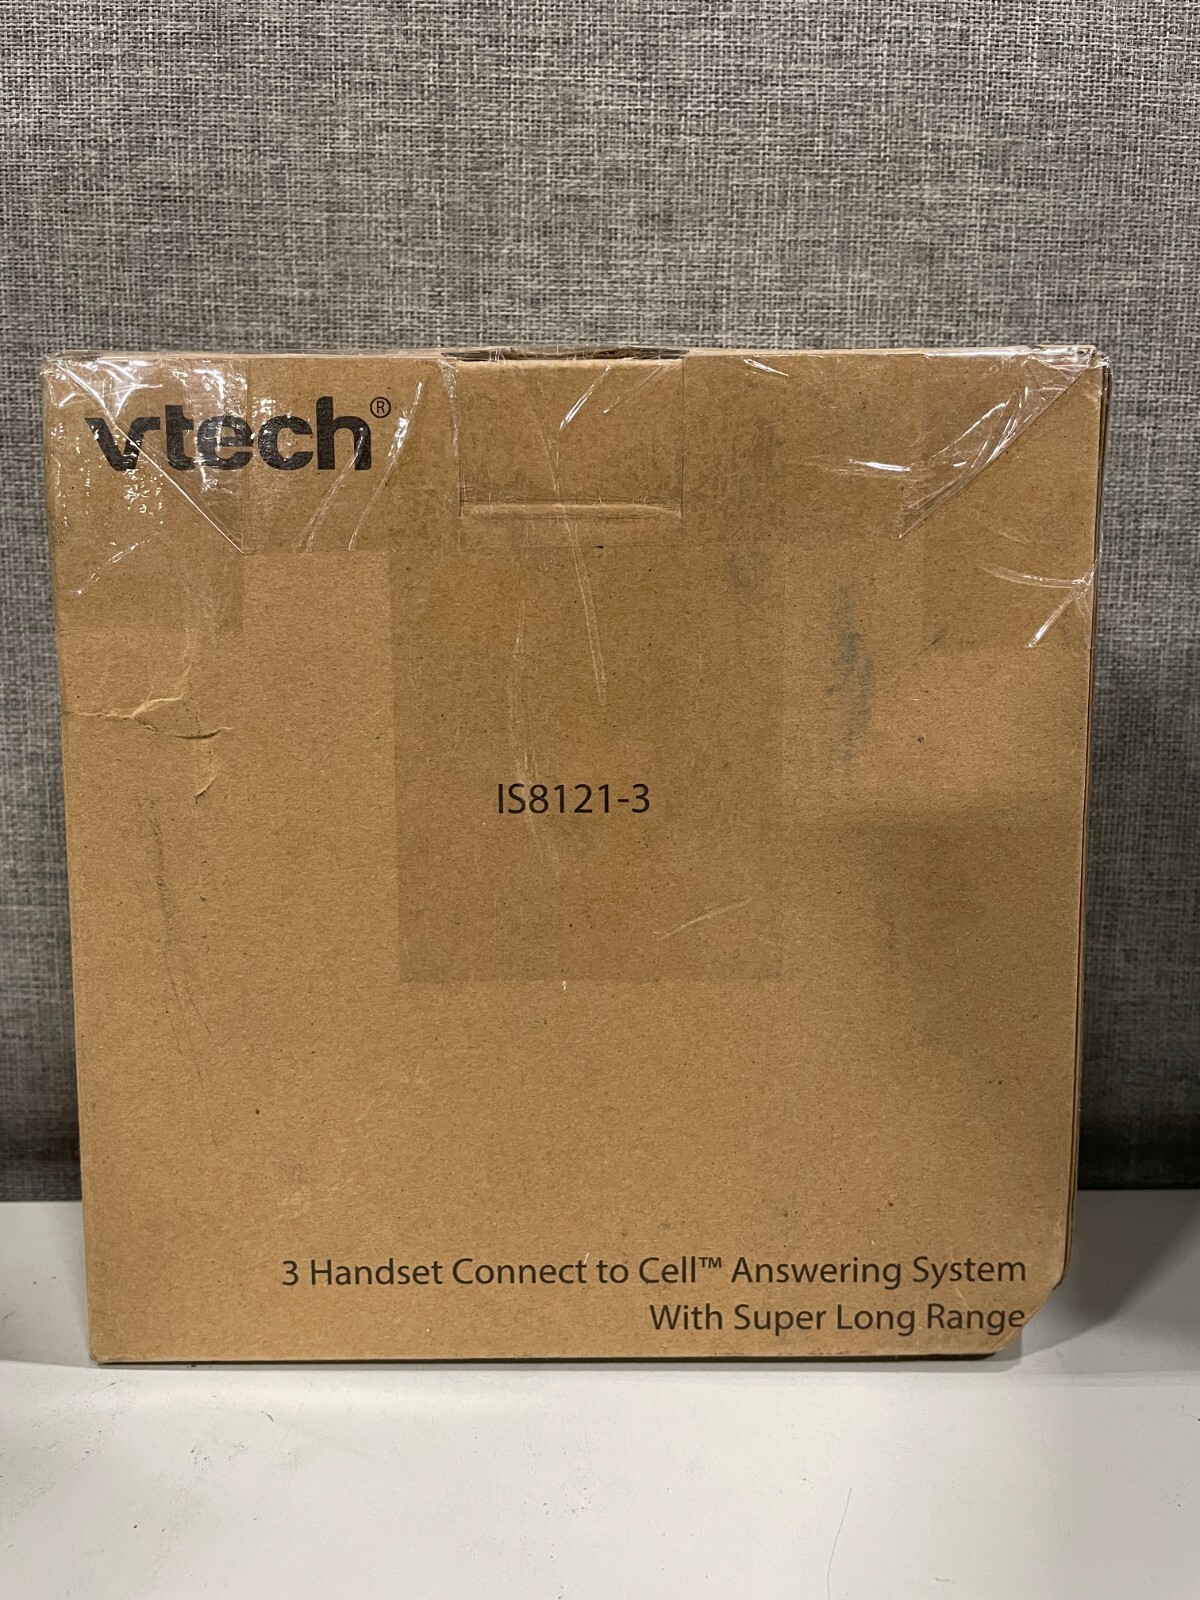 vtech®
IS8121-3
3 Handset Connect to Cell™ Answering System
With Super Long Range